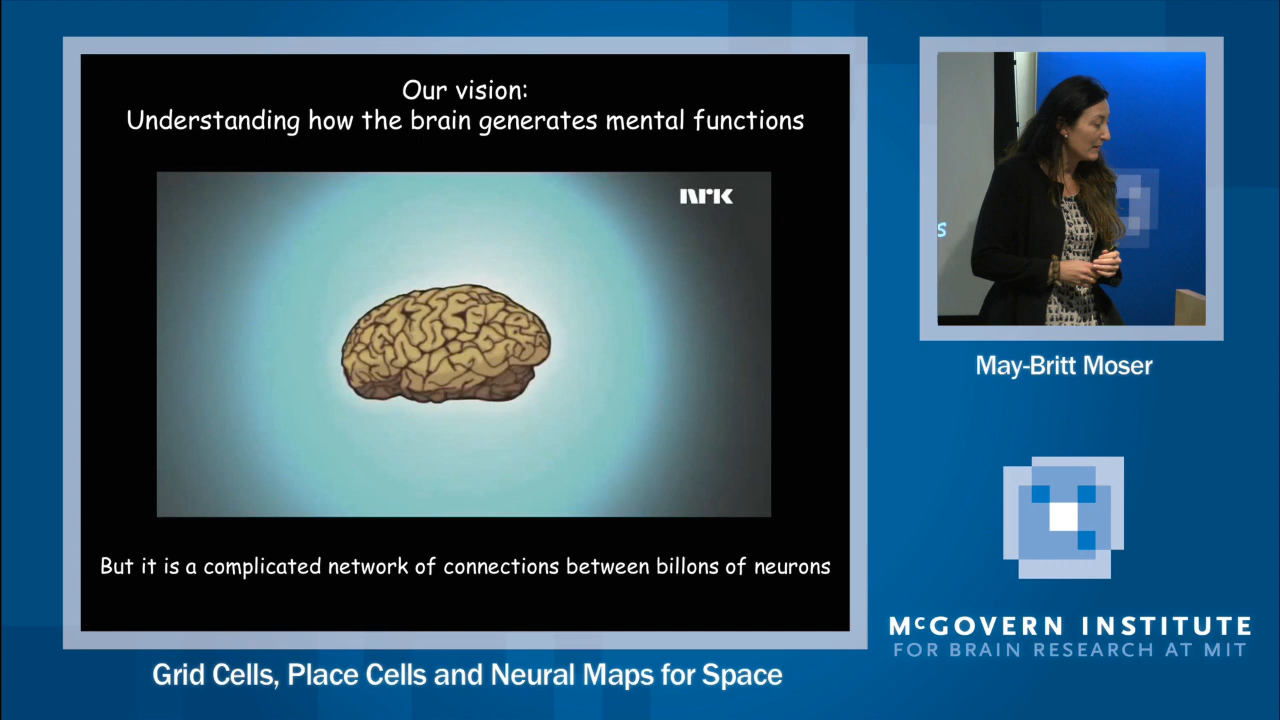 Our vision:
Understanding how the brain generates mental functions
NRK
But it is a complicated network of connections between billons of neurons
Grid Cells, Place Cells and Neural Maps for Space
s
May-Britt Moser
McGOVERN INSTITUTE
FOR BRAIN RESEARCH AT MIT